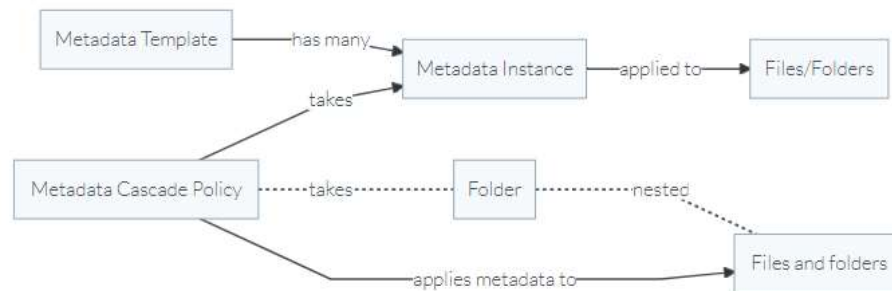 Metadata Template
has many
Metadata Instance
applied to
Files/Folders
takes
Metadata Cascade Policy
takes
Folder
nested
Files and folders
applies metadata to